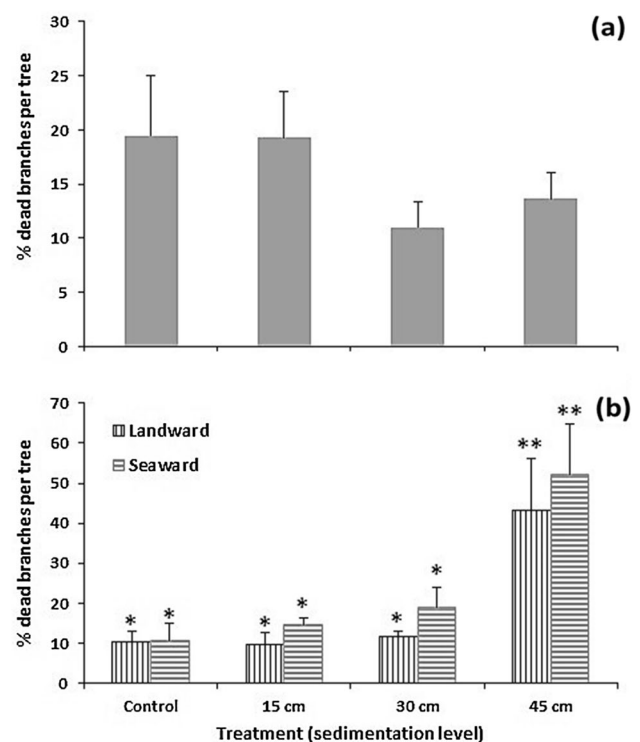 (a)
% dead branches per tree
30
25
20
15
10
5
0
(b)
% dead branches per tree
70
60
50
40
30
20
10
0
Landward
Seaward
* * * * * * ** **
Control 15 cm 30 cm 45 cm
Treatment (sedimentation level)